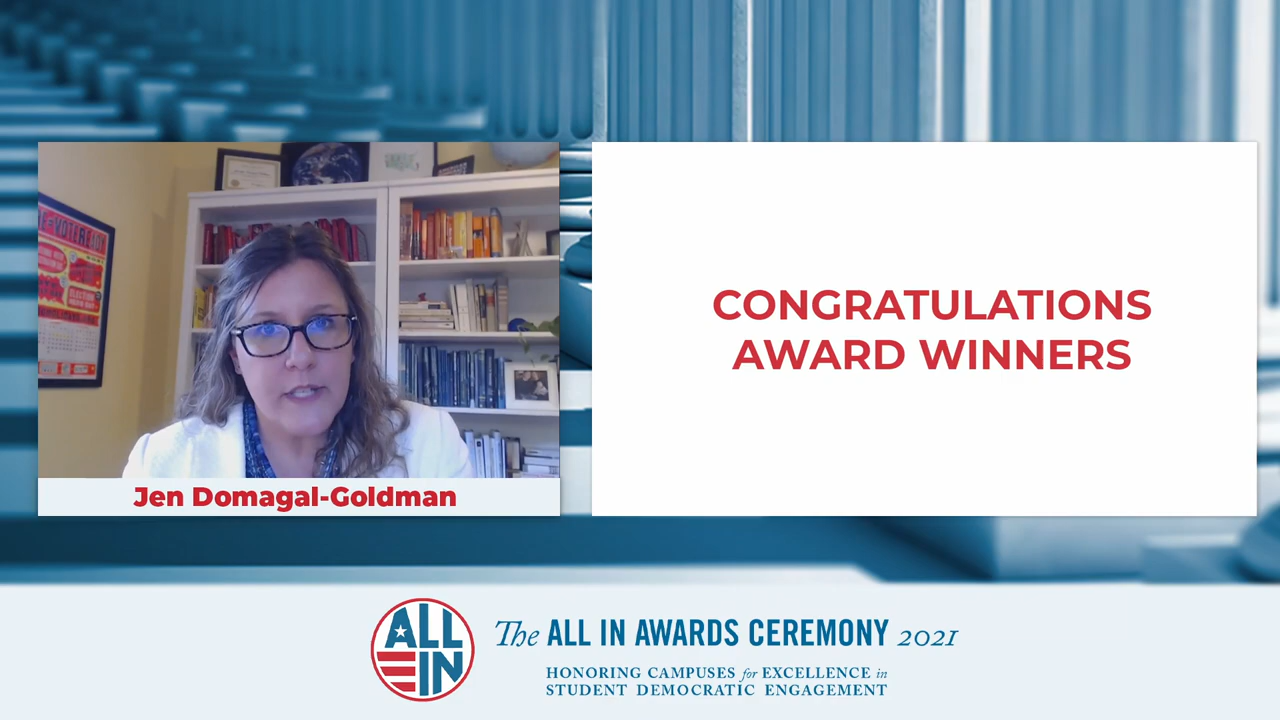 ELECTION
Jen Domagal-Goldman
CONGRATULATIONS
AWARD WINNERS
ALL
IN
The ALL IN AWARDS CEREMONY 2021
HONORING CAMPUSES for EXCELLENCE in
STUDENT DEMOCRATIC ENGAGEMENT